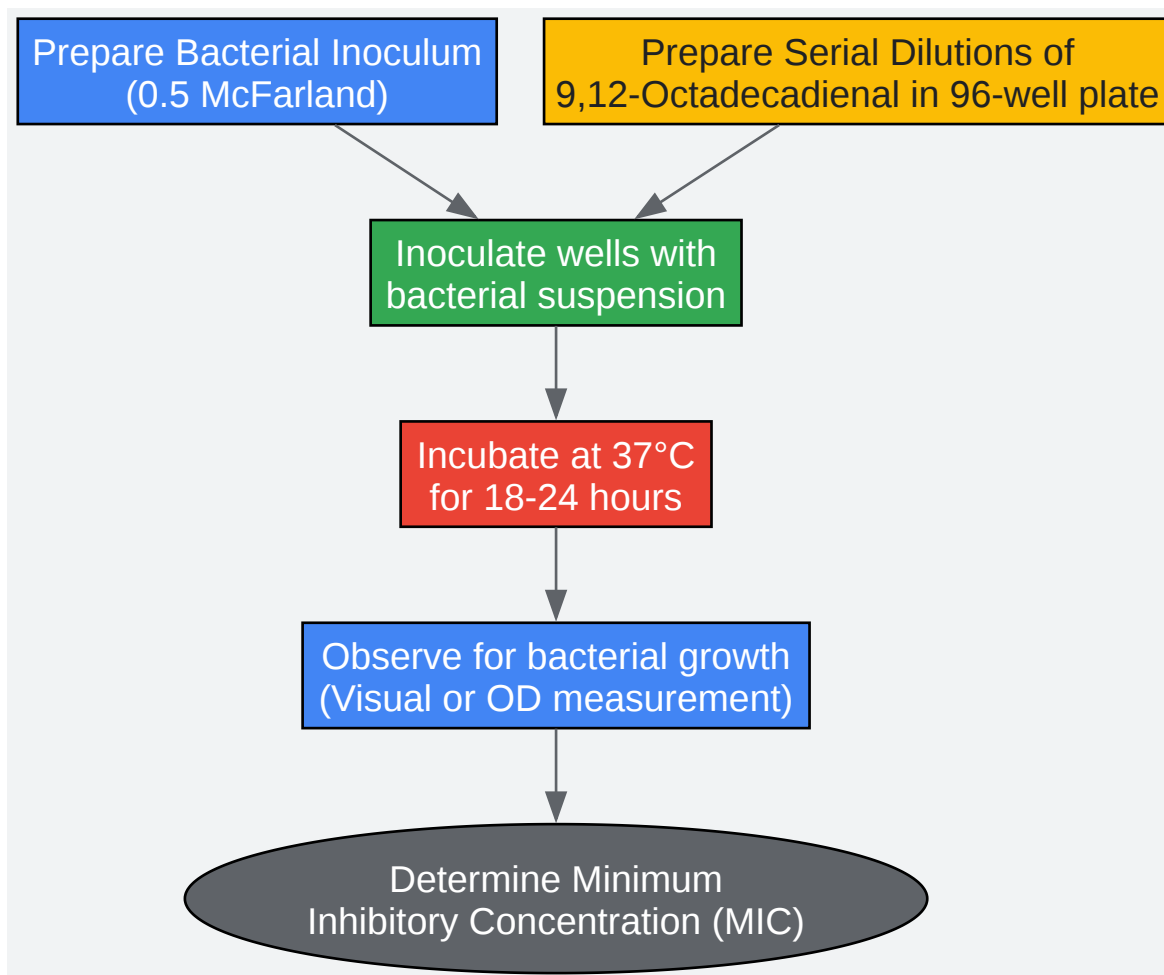 Prepare Bacterial Inoculum
(0.5 McFarland)
Prepare Serial Dilutions of
9,12-Octadecadienal in 96-well plate
Inoculate wells with
bacterial suspension
Incubate at 37°C
for 18-24 hours
Observe for bacterial growth
(Visual or OD measurement)
Determine Minimum
Inhibitory Concentration (MIC)